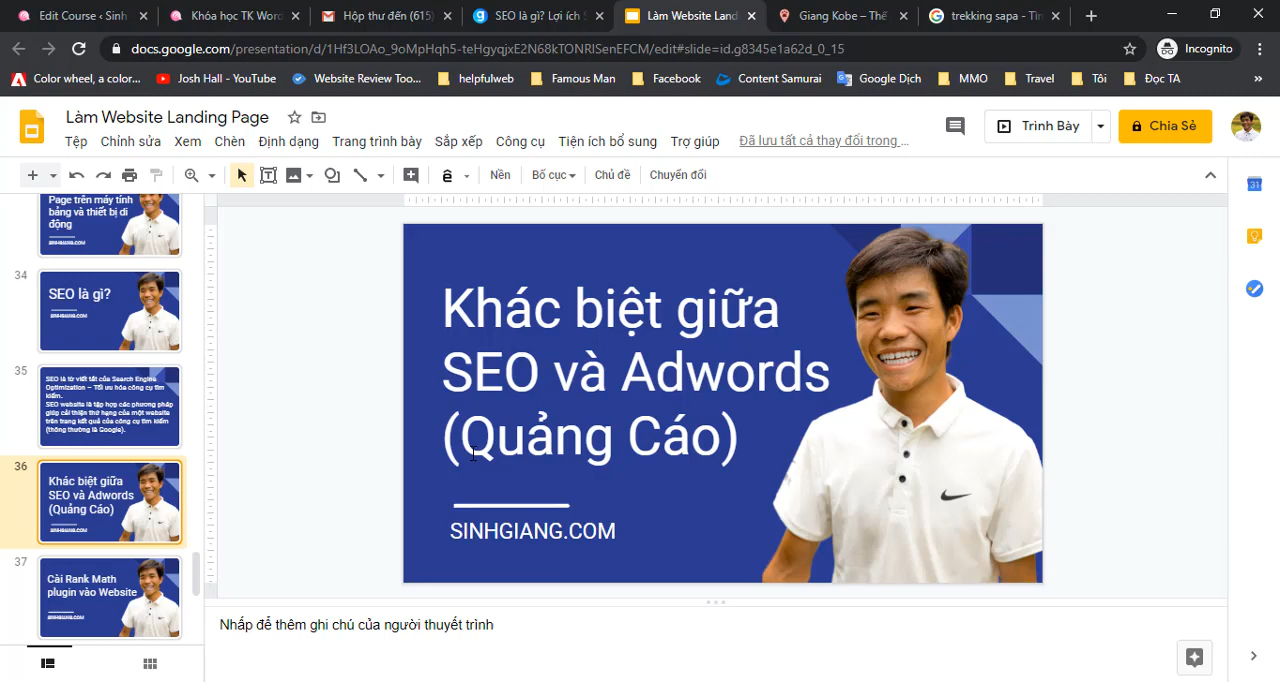 Edit Course ‹ Sinh
Khóa học TK Word
Hộp thư đến (615)
SEO là gì? Lợi ích
Làm Website Land
Giang Kobe – Thế
trekking sapa - Tìm
docs.google.com/presentation/d/1Hf3LOAo_9oMpHqh5-teHgyqjxE2N68kTONRlSenEFCM/edit#slide=id.g8345e1a62d_0_15
Incognito
Color wheel, a color...
Josh Hall - YouTube
Website Review Too...
helpfulweb
Famous Man
Facebook
Content Samurai
Google Dịch
MMO
Travel
Tôi
Đọc TA
»
Làm Website Landing Page
Tệp Chỉnh sửa Xem Chèn Định dạng Trang trình bày Sắp xếp Công cụ Tiện ích bổ sung Trợ giúp Đã lưu tất cả thay đổi trong ...
Trình Bày
Chia Sẻ
Nền Bố cục Chủ đề Chuyển đổi
Page trên máy tính
bảng và thiết bị di
động
SINHGIANG.COM
34
SEO là gì?
SINHGIANG.COM
35
SEO là từ viết tắt của Search Engine
Optimization – Tối ưu hóa công cụ tìm
kiếm.
SEO website là tập hợp các phương pháp
giúp cải thiện thứ hạng của một website
trên trang kết quả của công cụ tìm kiếm
(thông thường là Google).
36
Khác biệt giữa
SEO và Adwords
(Quảng Cáo)
SINHGIANG.COM
37
Cài Rank Math
plugin vào Website
SINHGIANG.COM
Khác biệt giữa
SEO và Adwords
(Quảng Cáo)
SINHGIANG.COM
Nhấp để thêm ghi chú của người thuyết trình
31